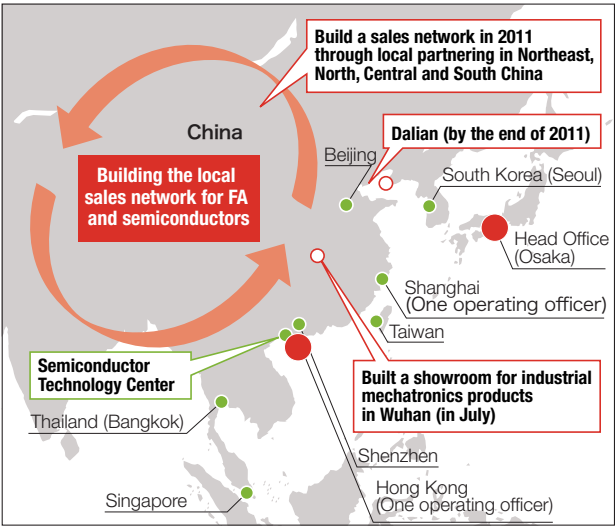 Build a sales network in 2011
through local partnering in Northeast,
North, Central and South China
China
Dalian (by the end of 2011)
Beijing
South Korea (Seoul)
Building the local
sales network for FA
and semiconductors
Head Office
(Osaka)
Shanghai
(One operating officer)
Taiwan
Semiconductor
Technology Center
Built a showroom for industrial
mechatronics products
in Wuhan (in July)
Thailand (Bangkok)
Shenzhen
Singapore
Hong Kong
(One operating officer)